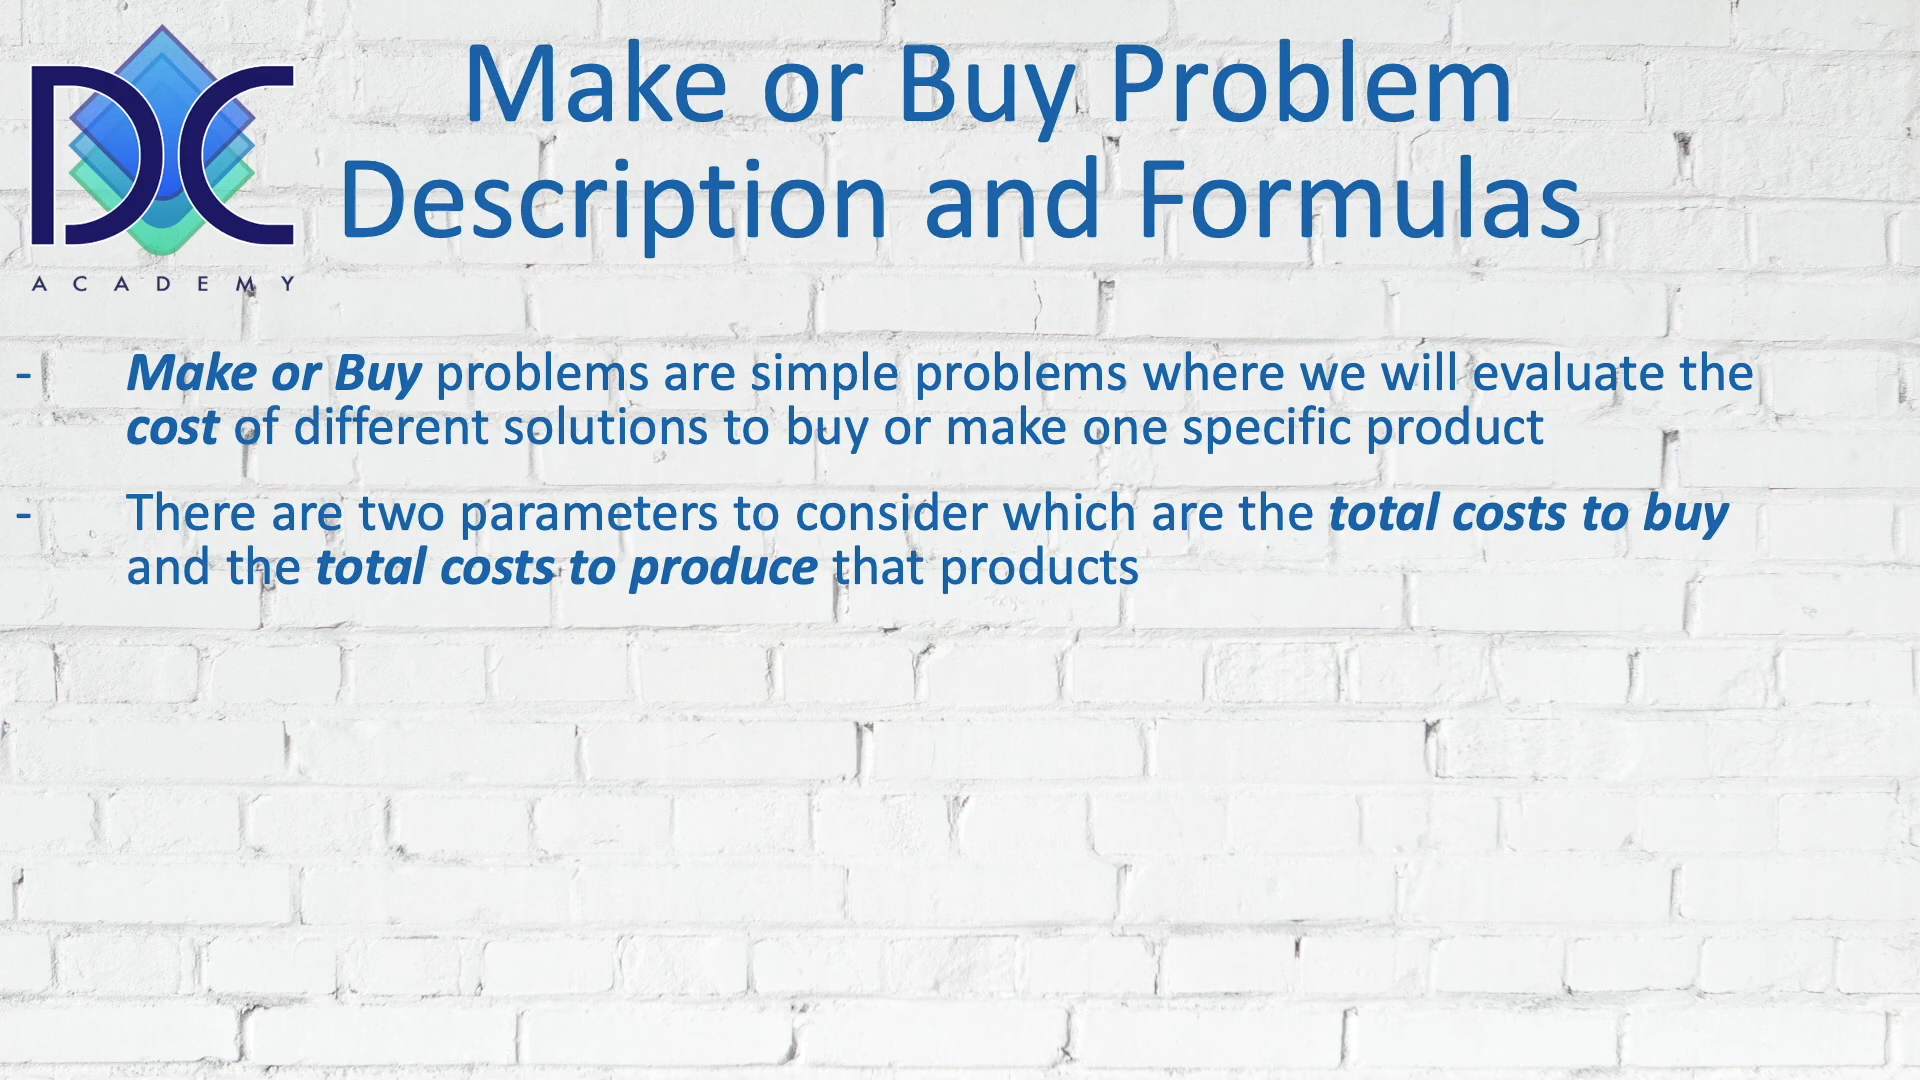 DC
ACADEMY
Make or Buy Problem
Description and Formulas
- Make or Buy problems are simple problems where we will evaluate the
cost of different solutions to buy or make one specific product
- There are two parameters to consider which are the total costs to buy
and the total costs to produce that products